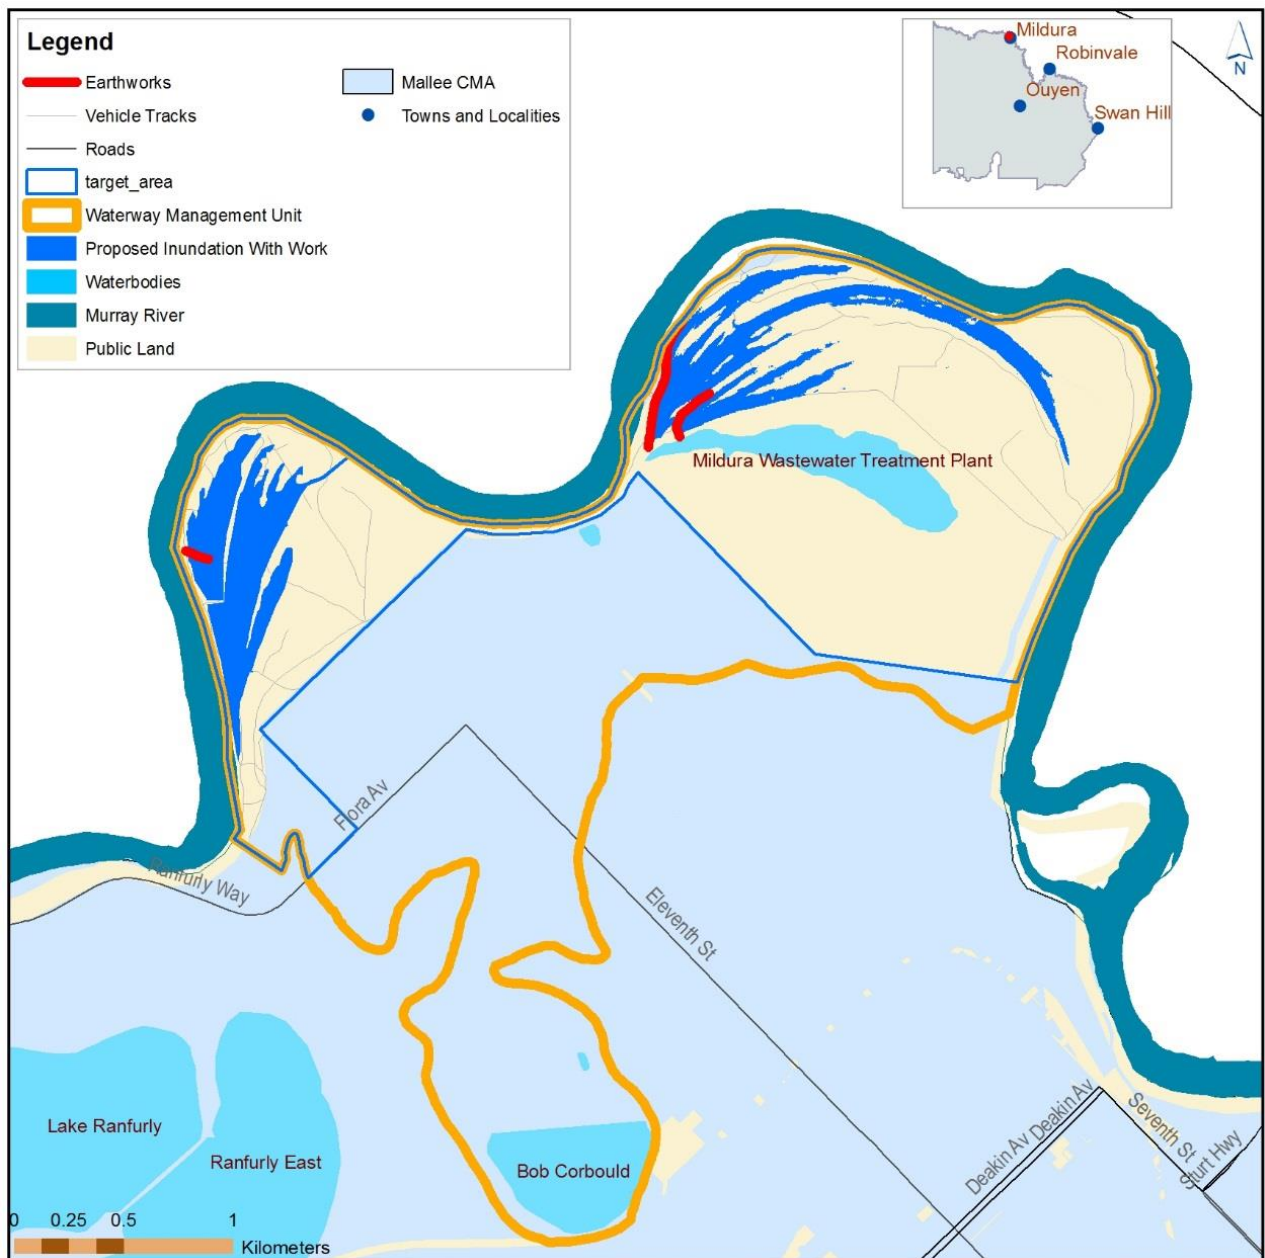 Legend
Earthworks
Vehicle Tracks
Roads
target_area
Waterway Management Unit
Proposed Inundation With Work
Waterbodies
Murray River
Public Land
Mallee CMA
Towns and Localities
Mildura
Robinvale
Ouyen
Swan Hill
N
Mildura Wastewater Treatment Plant
Flora Av
Ranfurly Way
Eleventh St
Lake Ranfurly
Ranfurly East
Bob Corbould
Deakin Av
Deakin Av
Seventh St
Sturt Hwy
0 0.25 0.5 1
Kilometers